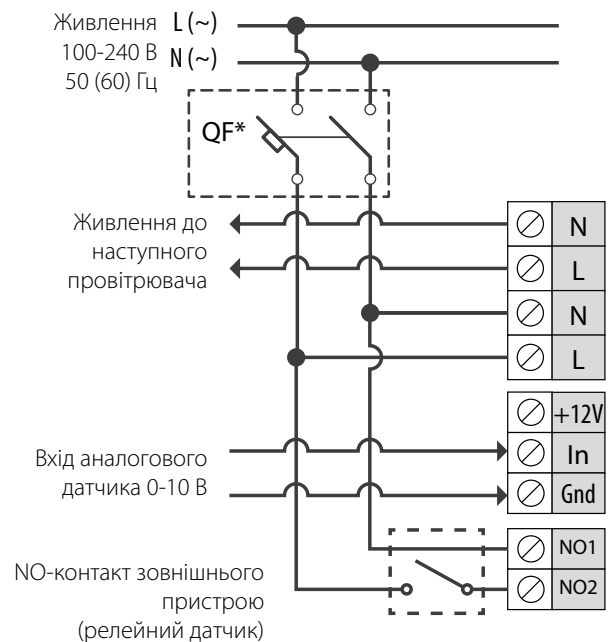 Живлення L (~)
100-240 В N (~)
50 (60) Гц
QF*
Живлення до
наступного
провітрювача
N
L
N
L
+12V
Вхід аналогового
датчика 0-10 В
In
Gnd
NO1
NO2
NO-контакт зовнішнього
пристрою
(релейний датчик)